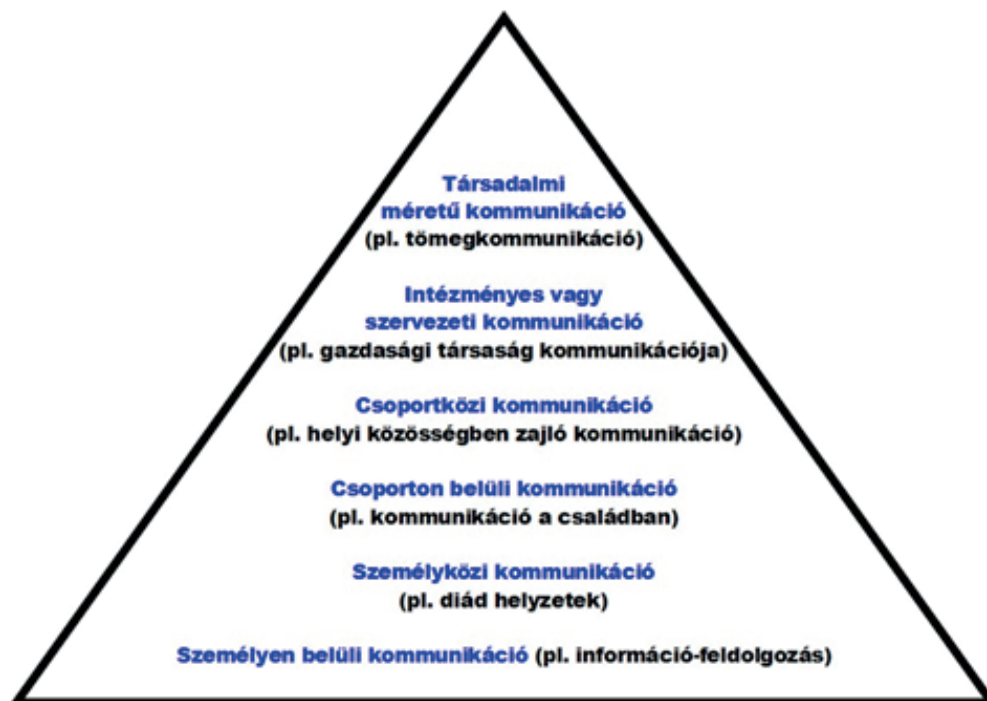 Társadalmi
méretű kommunikáció
(pl. tömegkommunikáció)
Intézményes vagy
szervezeti kommunikáció
(pl. gazdasági társaság kommunikációja)
Csoportközi kommunikáció
(pl. helyi közösségben zajló kommunikáció)
Csoporton belüli kommunikáció
(pl. kommunikáció a családban)
Személyközi kommunikáció
(pl. diád helyzetek)
Személyen belüli kommunikáció (pl. információ-feldolgozás)